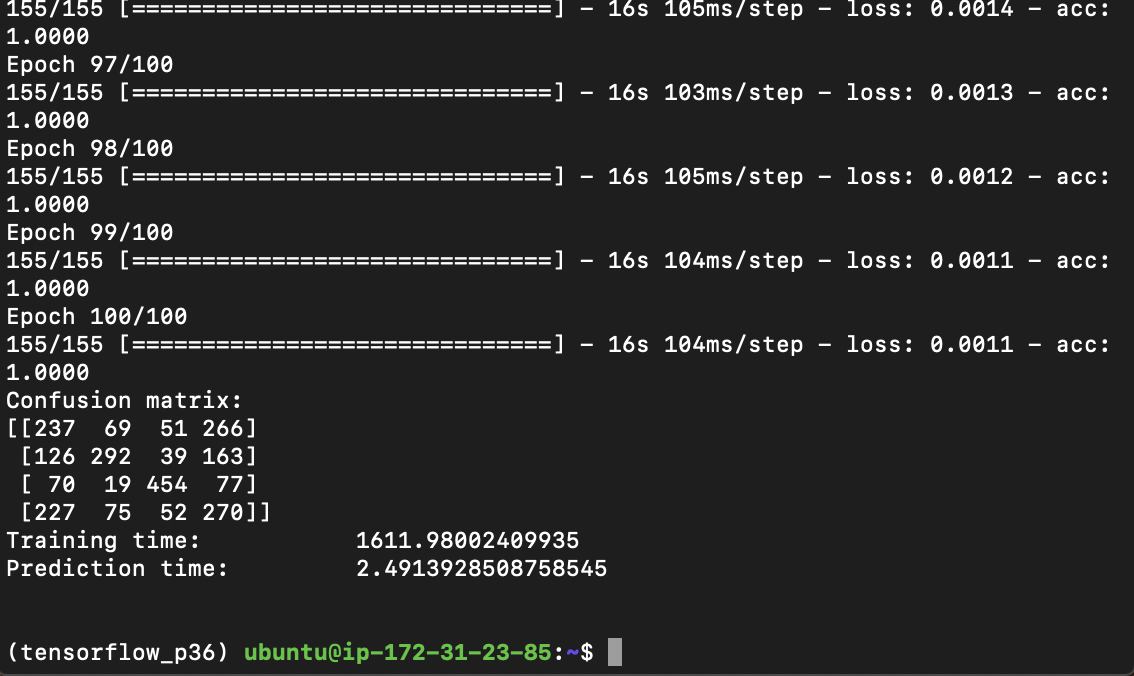 155/155 [==============================] - 16s 105ms/step - loss: 0.0014 - acc:
1.0000
Epoch 97/100
155/155 [==============================] - 16s 103ms/step - loss: 0.0013 - acc:
1.0000
Epoch 98/100
155/155 [==============================] - 16s 105ms/step - loss: 0.0012 - acc:
1.0000
Epoch 99/100
155/155 [==============================] - 16s 104ms/step - loss: 0.0011 - acc:
1.0000
Epoch 100/100
155/155 [==============================] - 16s 104ms/step - loss: 0.0011 - acc:
1.0000
Confusion matrix:
[[237  69  51 266]
 [126 292  39 163]
 [ 70  19 454  77]
 [227  75  52 270]]
Training time:           1611.98002409935
Prediction time:         2.4913928508758545
(tensorflow_p36) ubuntu@ip-172-31-23-85:~$